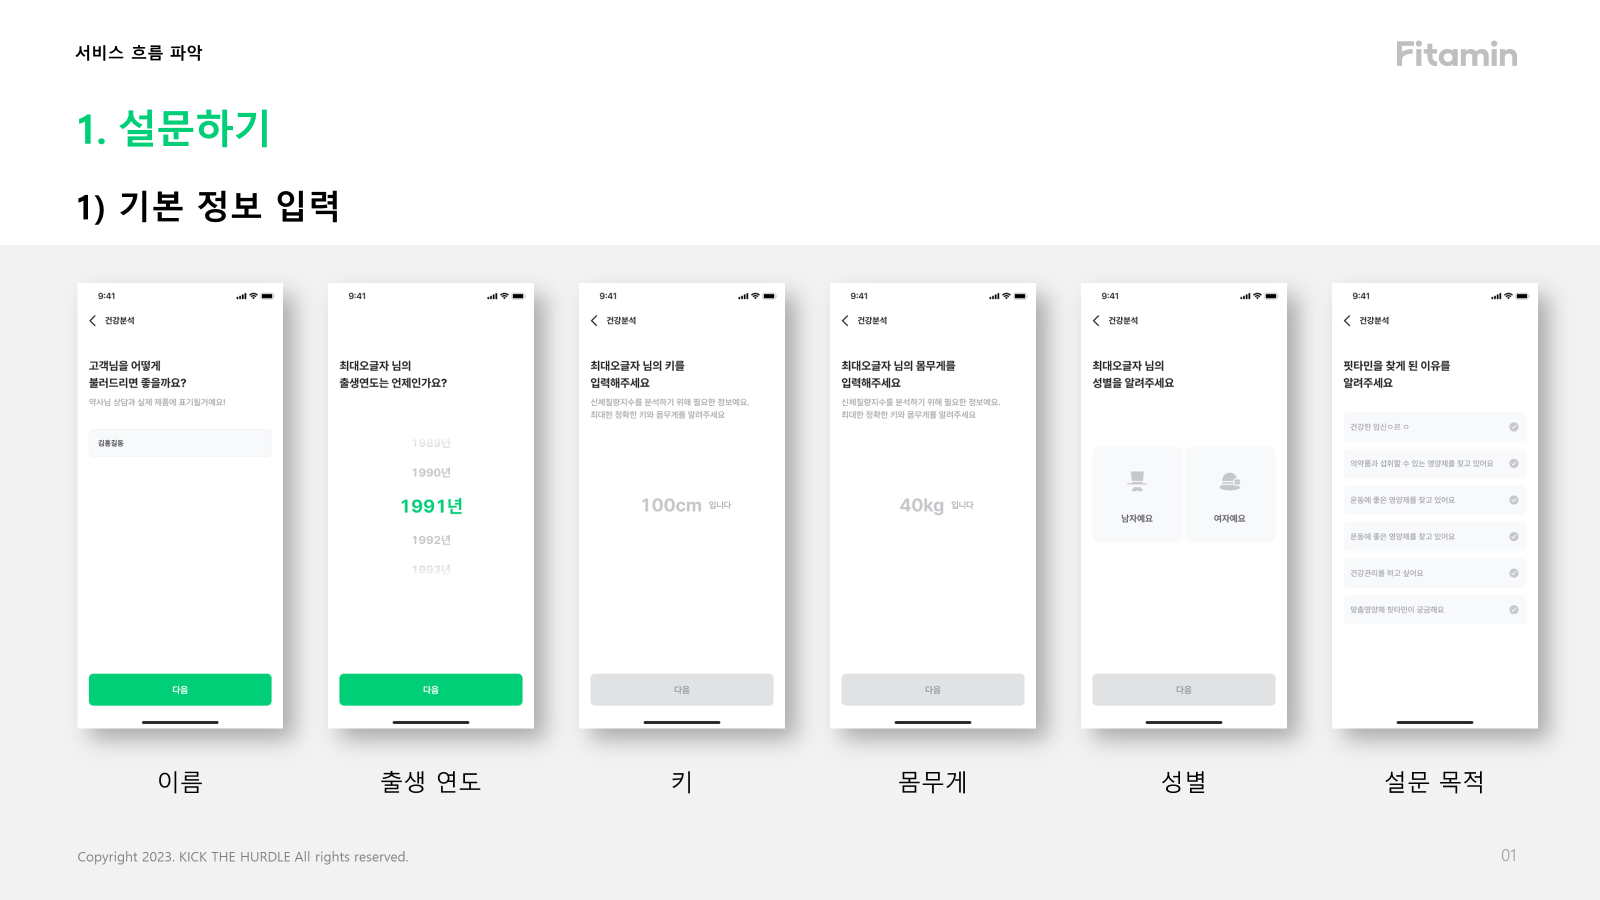 서비스 흐름 파악
Fitamin
1. 설문하기
1) 기본 정보 입력
9:41
건강분석
고객님을 어떻게
불러드리면 좋을까요?
약사님 상담과 실제 제품에 표기될거예요!
김홍길동
다음
이름
9:41
최대오글자 님의
출생연도는 언제인가요?
1989년
1990년
1991년
1992년
1993년
다음
출생 연도
9:41
건강분석
최대오글자 님의 키를
입력해주세요
신체질량지수를 분석하기 위해 필요한 정보예요.
최대한 정확한 키와 몸무게를 알려주세요
100cm 입니다
다음
키
9:41
건강분석
최대오글자 님의 몸무게를
입력해주세요
신체질량지수를 분석하기 위해 필요한 정보예요.
최대한 정확한 키와 몸무게를 알려주세요
40kg 입니다
다음
몸무게
9:41
건강분석
최대오글자 님의
성별을 알려주세요
남자예요
여자예요
다음
성별
9:41
건강분석
핏타민을 찾게 된 이유를
알려주세요
건강한 임신ㅇ르 ㅇ
의약품과 섭취할 수 있는 영양제를 찾고 있어요
운동에 좋은 영양제를 찾고 있어요
운동에 좋은 영양제를 찾고 있어요
건강관리를 하고 싶어요
맞춤영양제 핏타민이 궁금해요
설문 목적
Copyright 2023. KICK THE HURDLE All rights reserved.
01